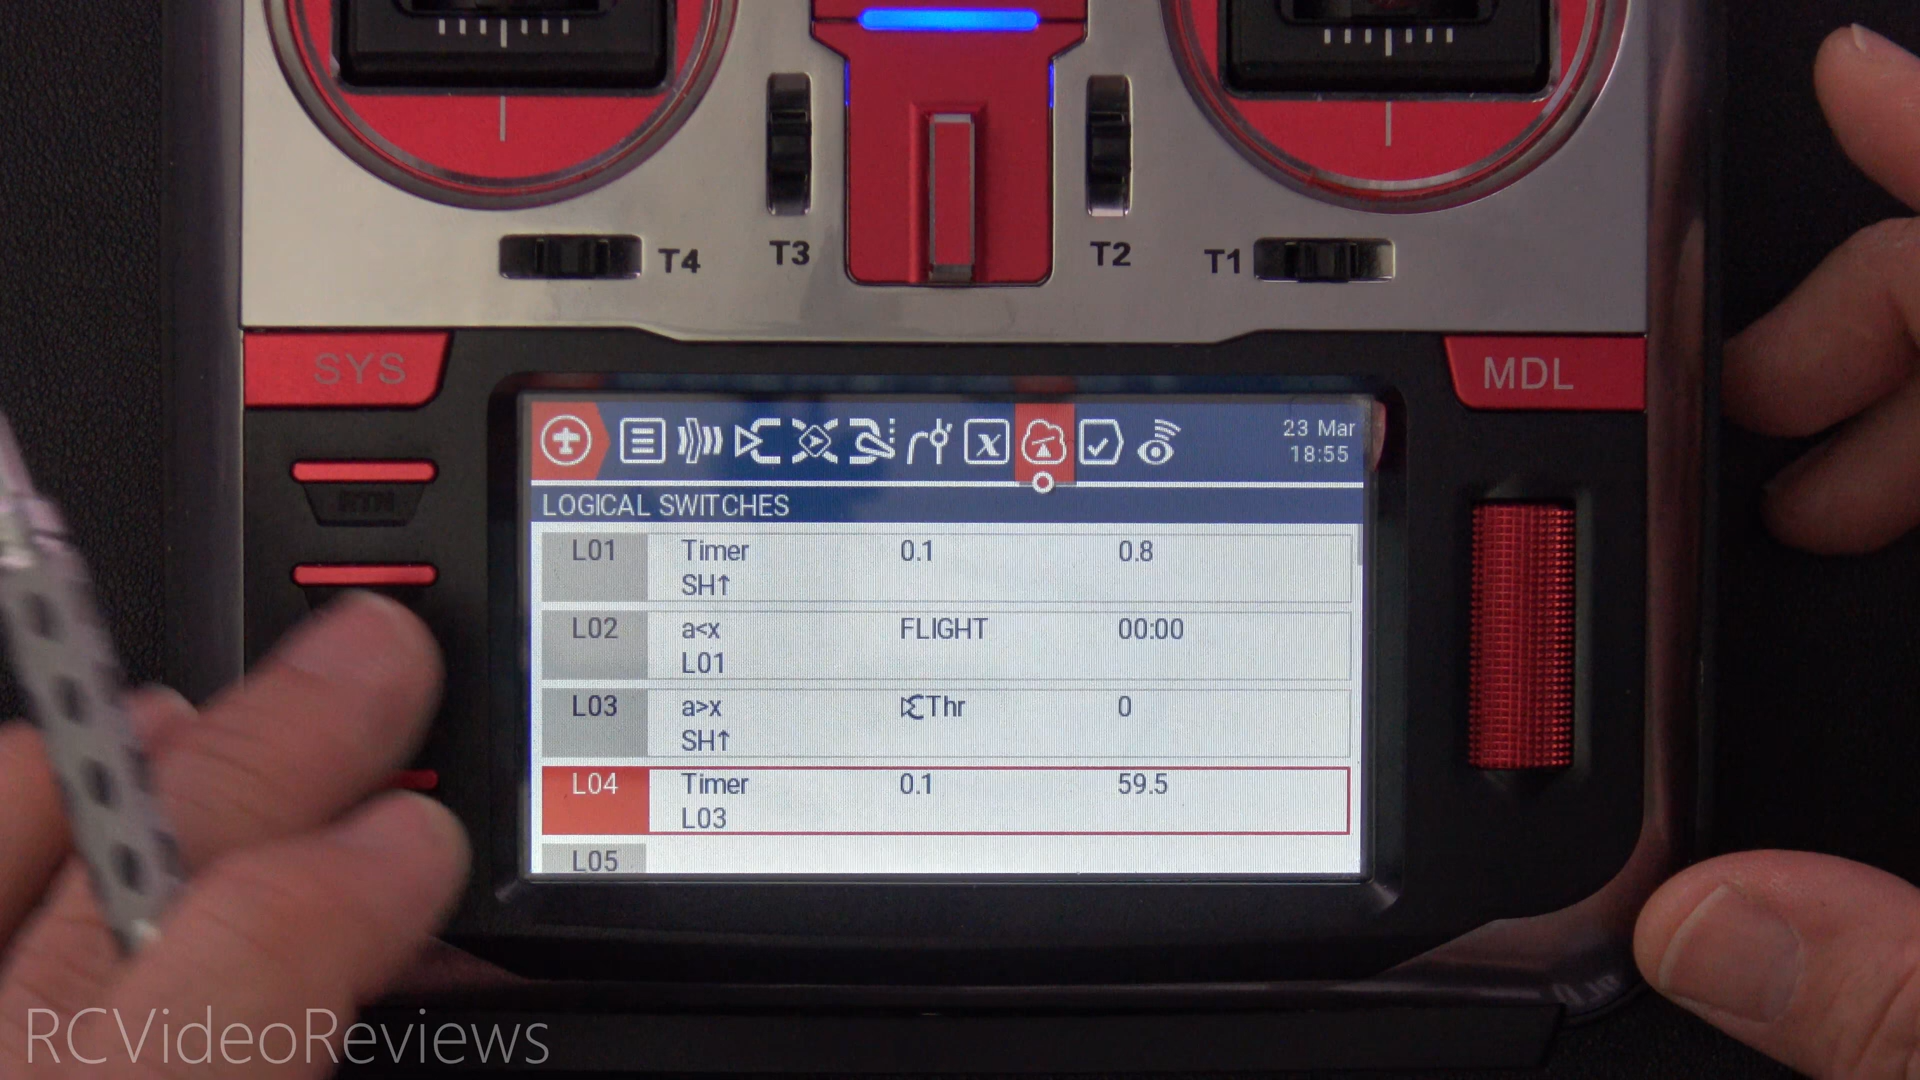 T4
T3
T2
T1
SYS
MDL
RTN
x
23 Mar
18:55
LOGICAL SWITCHES
L01 Timer 0.1 0.8
SH↑
L02 a<x FLIGHT 00:00
L01
L03 a>x Thr 0
SH↑
L04 Timer 0.1 59.5
L03
L05
RCVideoReviews